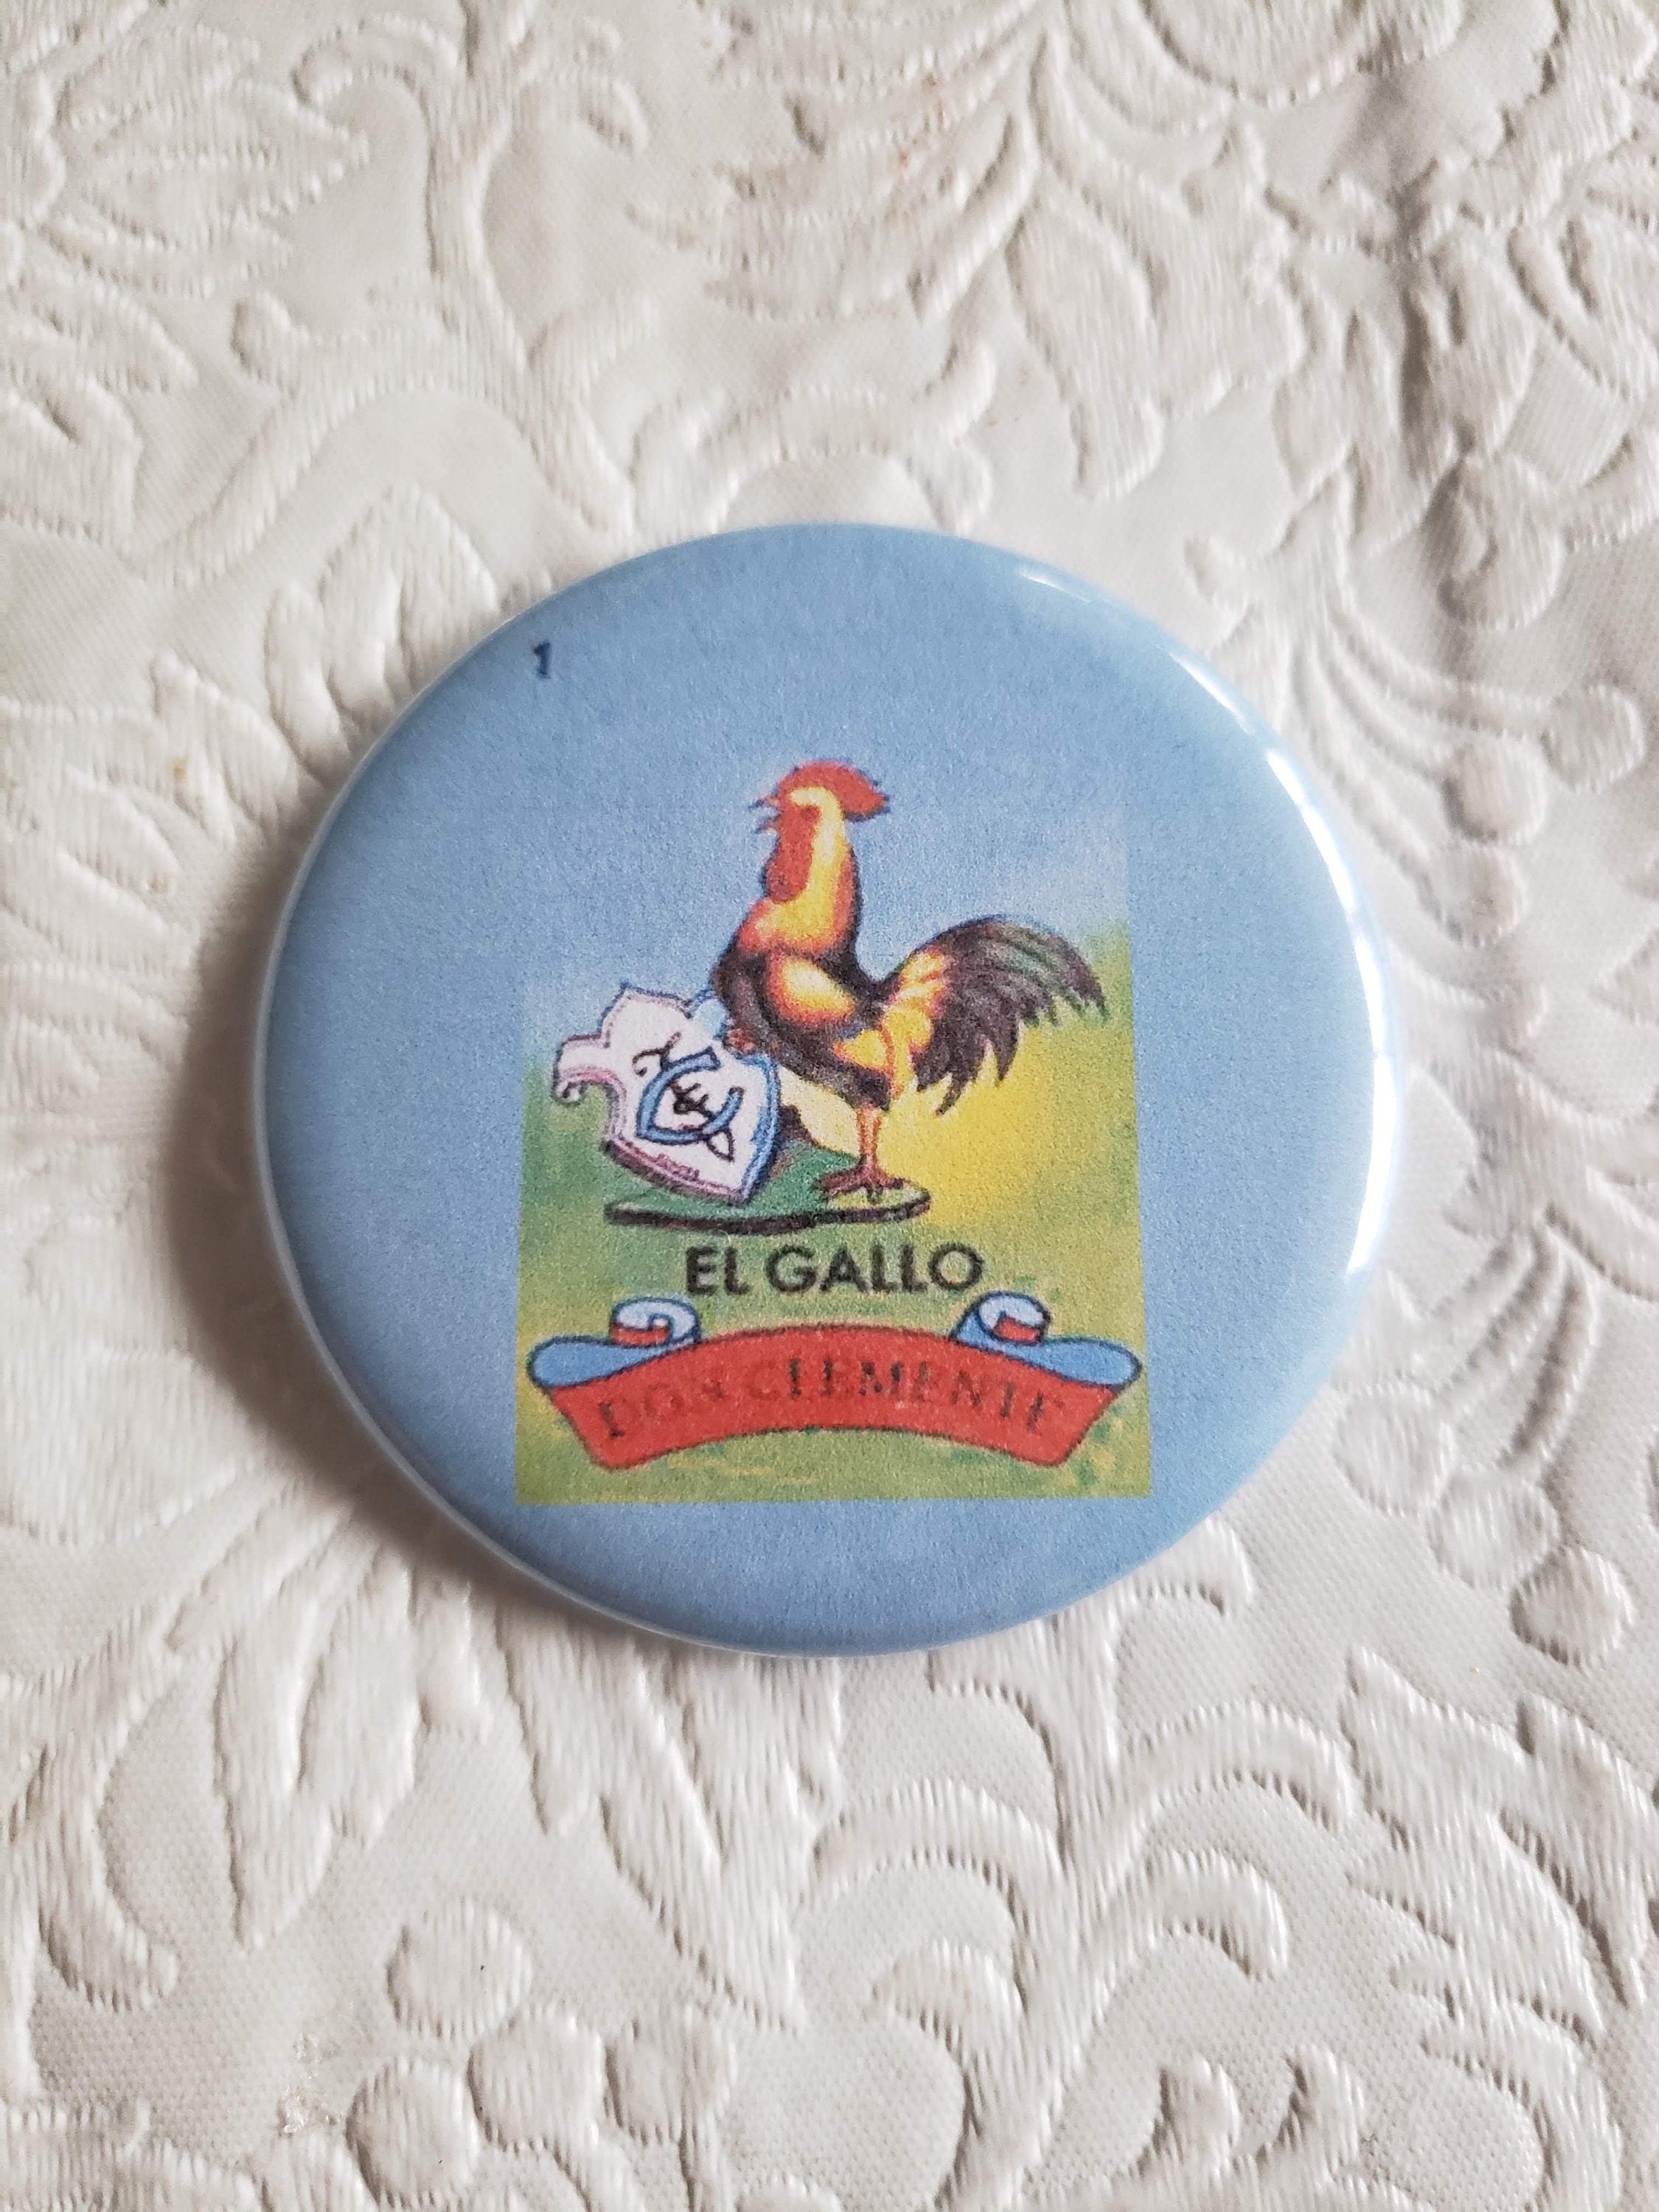 1
EL GALLO
DON CLEMENTE